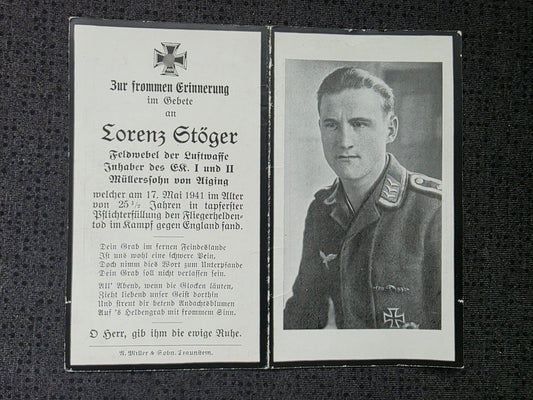 Zur frommen Erinnerung
im Gebete
an
Lorenz Stöger
Feldwebel der Luftwaffe
Inhaber des EK. I und II
Müllerssohn von Aiging
welcher am 17. Mai 1941 im Alter
von 25 1/2 Jahren in tapferster
Pflichterfüllung den Fliegerhelden-
tod im Kampf gegen England fand.
Dein Grab im fernen Feindeslande
Ist uns wohl eine schwere Pein,
Doch nimm dies Wort zum Unterpfande
Dein Grab soll nicht verlassen sein.
All' Abend, wenn die Glocken läuten,
Zieht liebend unser Geist dorthin
Und streut dir betend Andachtsblumen
Auf 's Heldengrab mit frommem Sinn.
O Herr, gib ihm die ewige Ruhe.
A. Miller & Sohn, Traunstein.